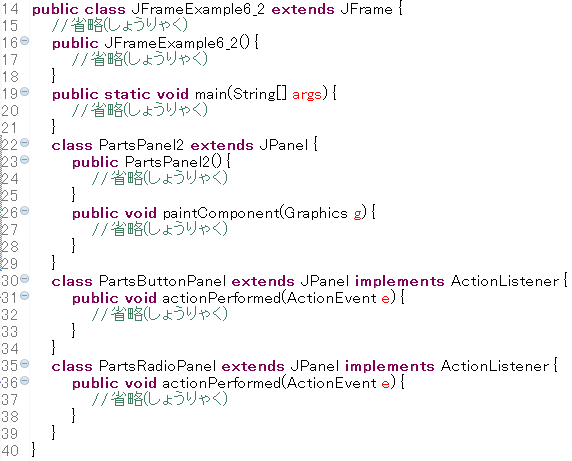 14 public class JFrameExample6_2 extends JFrame {
15 //省略(しょうりゃく)
16 public JFrameExample6_2() {
17 //省略(しょうりゃく)
18 }
19 public static void main(String[] args) {
20 //省略(しょうりゃく)
21 }
22 class PartsPanel2 extends JPanel {
23 public PartsPanel2() {
24 //省略(しょうりゃく)
25 }
26 public void paintComponent(Graphics g) {
27 //省略(しょうりゃく)
28 }
29 }
30 class PartsButtonPanel extends JPanel implements ActionListener {
31 public void actionPerformed(ActionEvent e) {
32 //省略(しょうりゃく)
33 }
34 }
35 class PartsRadioPanel extends JPanel implements ActionListener {
36 public void actionPerformed(ActionEvent e) {
37 //省略(しょうりゃく)
38 }
39 }
40 }